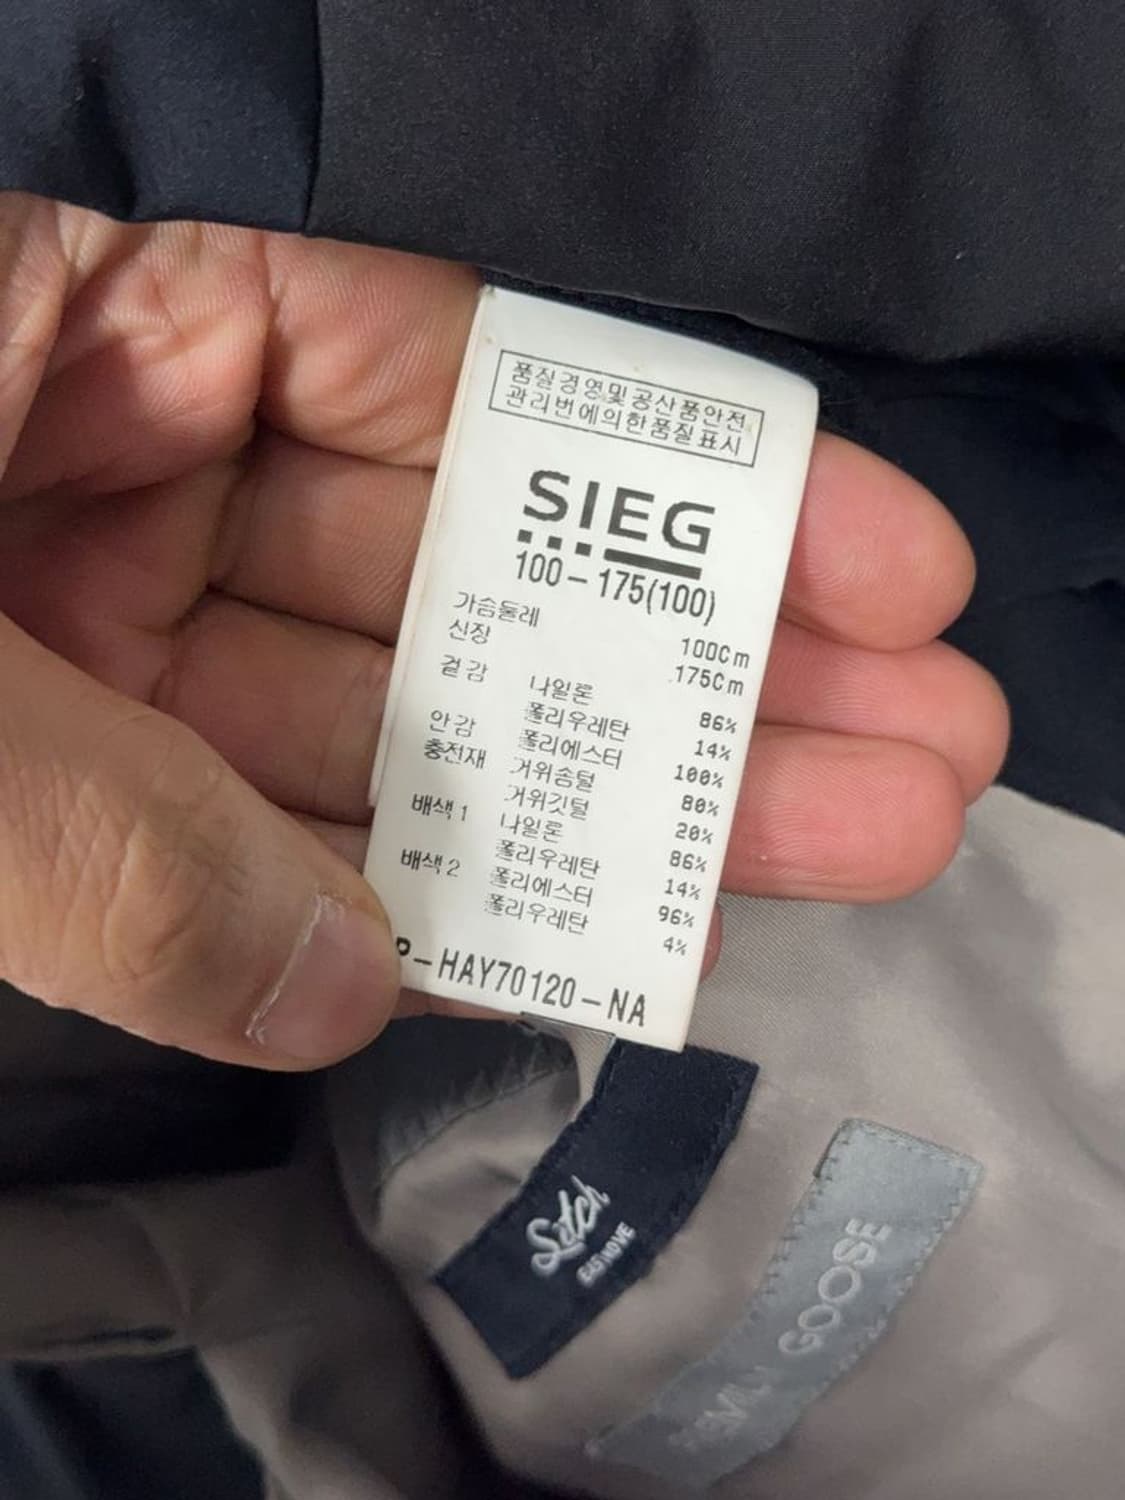 품질경영및공산품안전
관리번에의한품질표시
SIEG
100-175(100)
가슴둘레 100Cm
신장 175Cm
겉감 나일론 86%
폴리우레탄 14%
안감 폴리에스터 100%
충전재 거위솜털 80%
거위깃털 20%
배색1 나일론 86%
폴리우레탄 14%
배색2 폴리에스터 96%
폴리우레탄 4%
P-HAY70120-NA
GOOSE